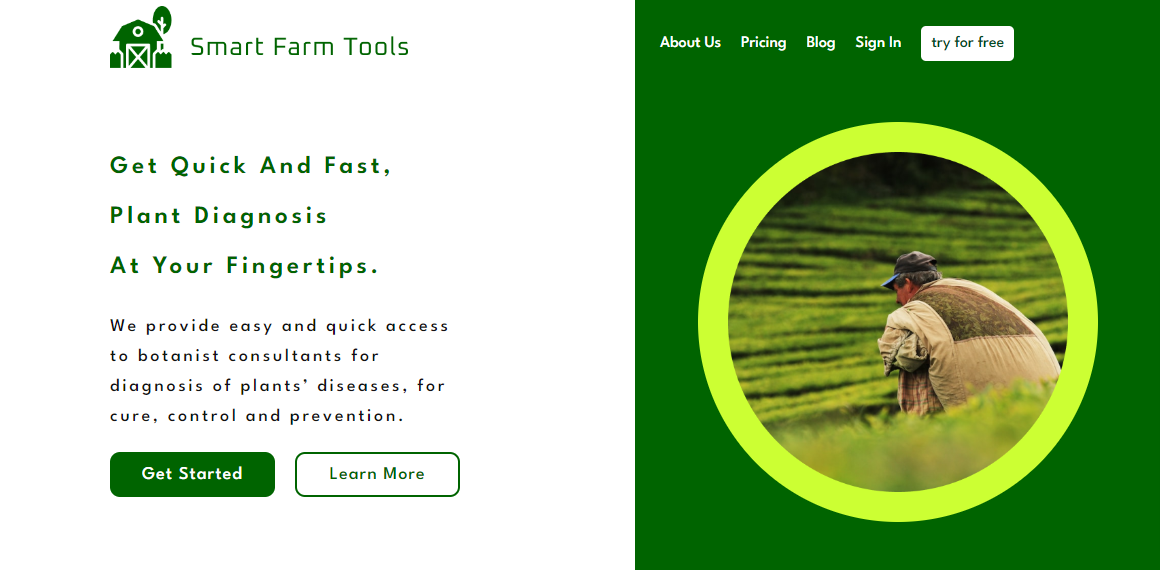 Smart Farm Tools
About Us Pricing Blog Sign In try for free
Get Quick And Fast,
Plant Diagnosis
At Your Fingertips.
We provide easy and quick access
to botanist consultants for
diagnosis of plants’ diseases, for
cure, control and prevention.
Get Started Learn More